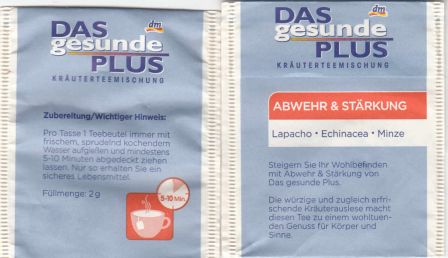 dm
DAS
gesunde
PLUS
KRÄUTERTEEMISCHUNG
Zubereitung/Wichtiger Hinweis:
Pro Tasse 1 Teebeutel immer mit
frischem, sprudelnd kochendem
Wasser aufgießen und mindestens
5-10 Minuten abgedeckt ziehen
lassen. Nur so erhalten Sie ein
sicheres Lebensmittel.
Füllmenge: 2g
5-10 Min.
dm
DAS
gesunde
PLUS
KRÄUTERTEEMISCHUNG
ABWEHR & STÄRKUNG
Lapacho • Echinacea • Minze
Steigern Sie Ihr Wohlbefinden
mit Abwehr & Stärkung von
Das gesunde Plus.
Die würzige und zugleich erfri-
schende Kräuterauslese macht
diesen Tee zu einem wohltuen-
den Genuss für Körper und
Sinne.